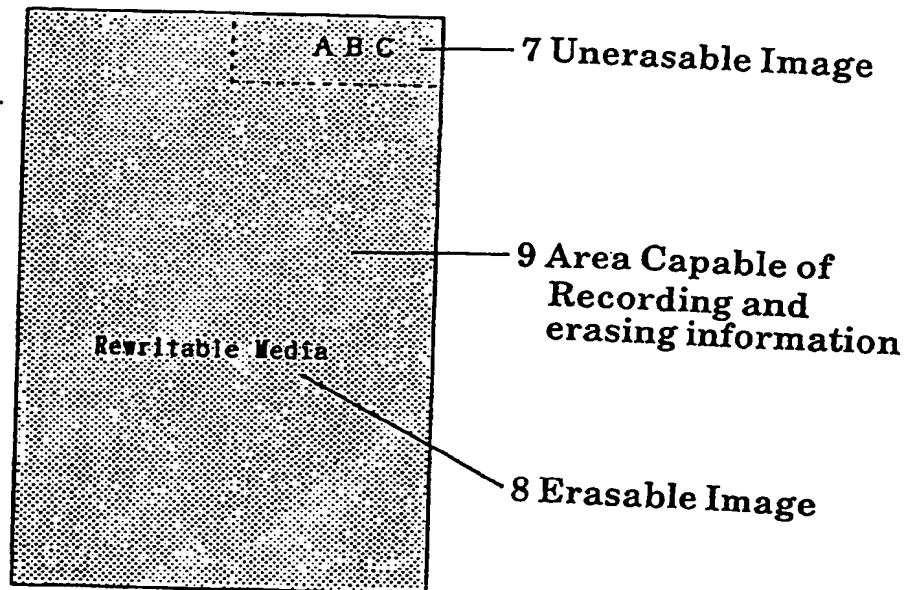 A B C
7 Unerasable Image
9 Area Capable of
Recording and
erasing information
Rewritable Media
8 Erasable Image